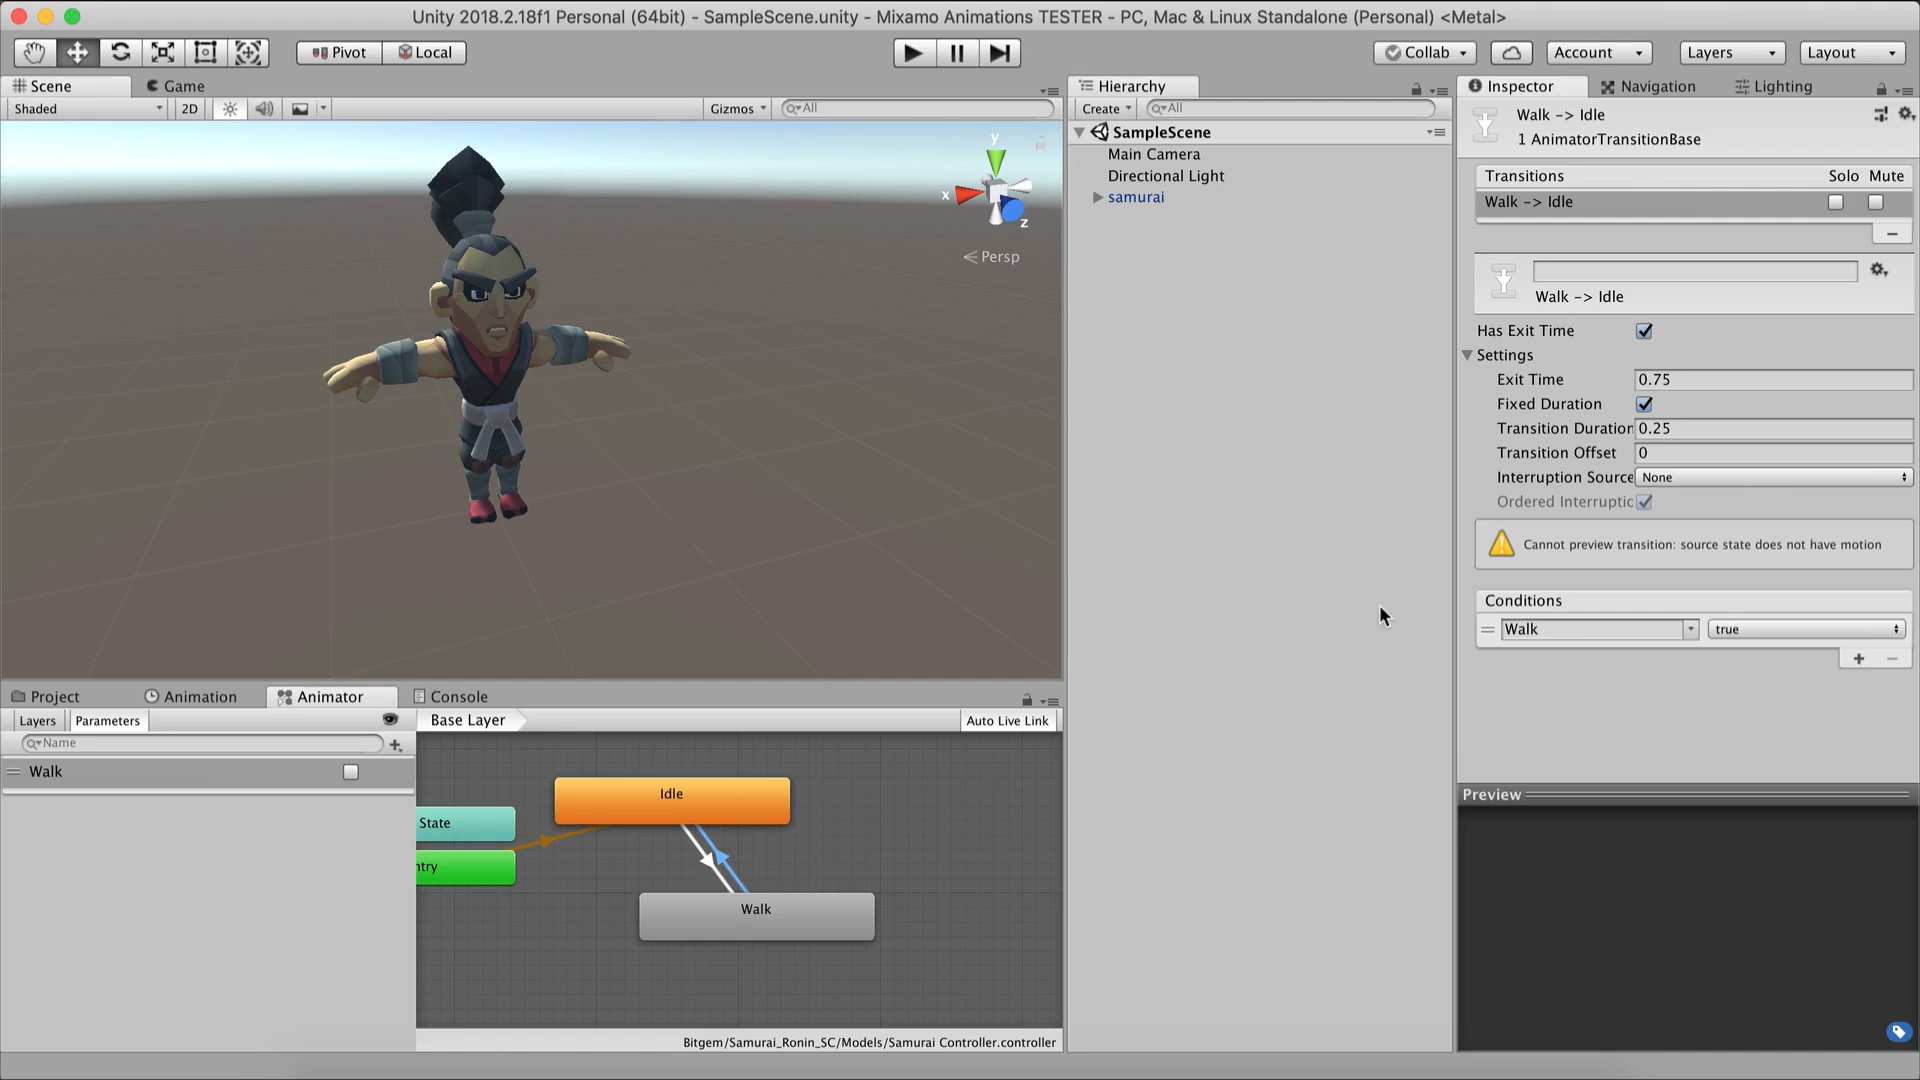 Unity 2018.2.18f1 Personal (64bit) - SampleScene.unity - Mixamo Animations TESTER - PC, Mac & Linux Standalone (Personal) <Metal>
Pivot Local Collab Account Layers Layout
Scene Game
Shaded 2D Gizmos All
y
x
z
Persp
Hierarchy
Create All
SampleScene
Main Camera
Directional Light
samurai
Inspector Navigation Lighting
Walk -> Idle
1 AnimatorTransitionBase
Transitions Solo Mute
Walk -> Idle
Walk -> Idle
Has Exit Time
Settings
Exit Time 0.75
Fixed Duration
Transition Duration 0.25
Transition Offset 0
Interruption Source None
Ordered Interruptic
Cannot preview transition: source state does not have motion
Conditions
Walk true
Preview
Project Animation Animator Console
Layers Parameters Base Layer Auto Live Link
Name
Walk
Idle
State
ntry
Walk
Bitgem/Samurai_Ronin_SC/Models/Samurai Controller.controller